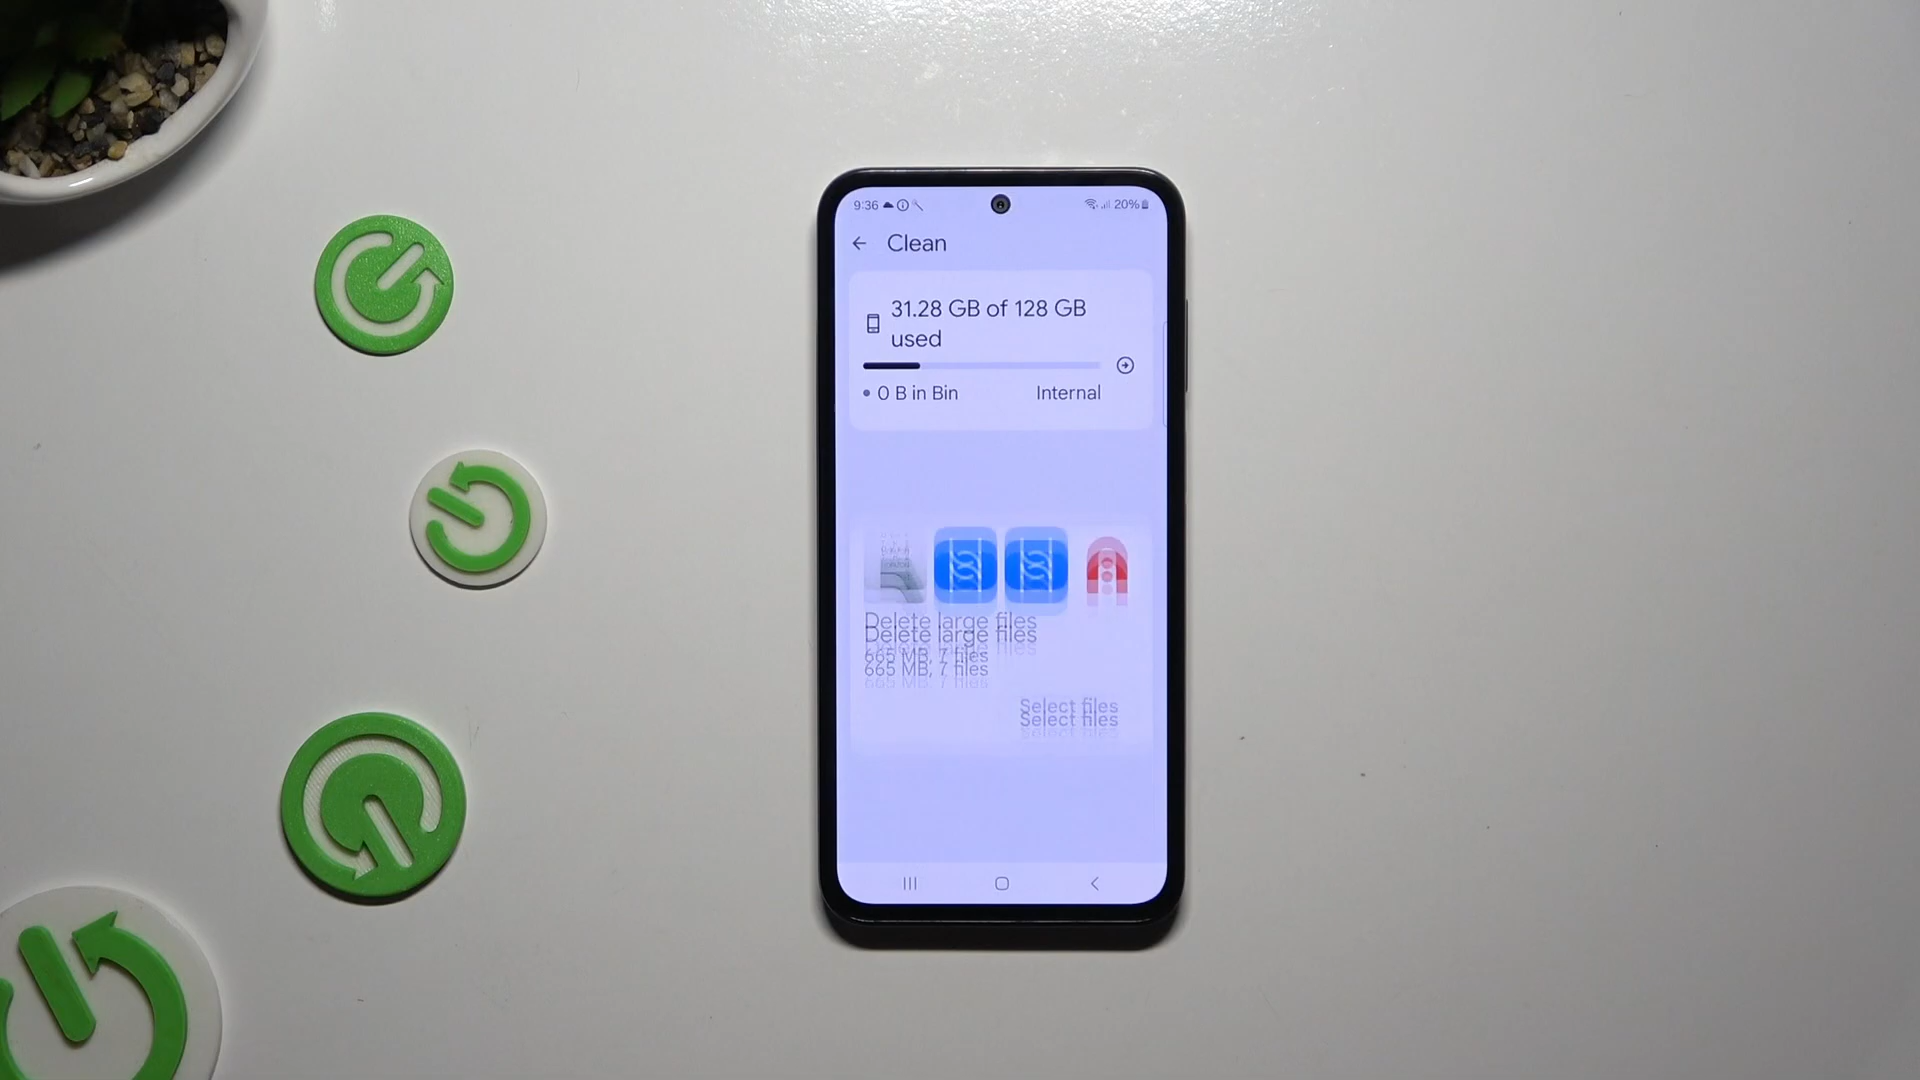 9:36
20%
Clean
31.28 GB of 128 GB
used
0 B in Bin
Internal
Delete large files
665 MB, 7 files
Select files